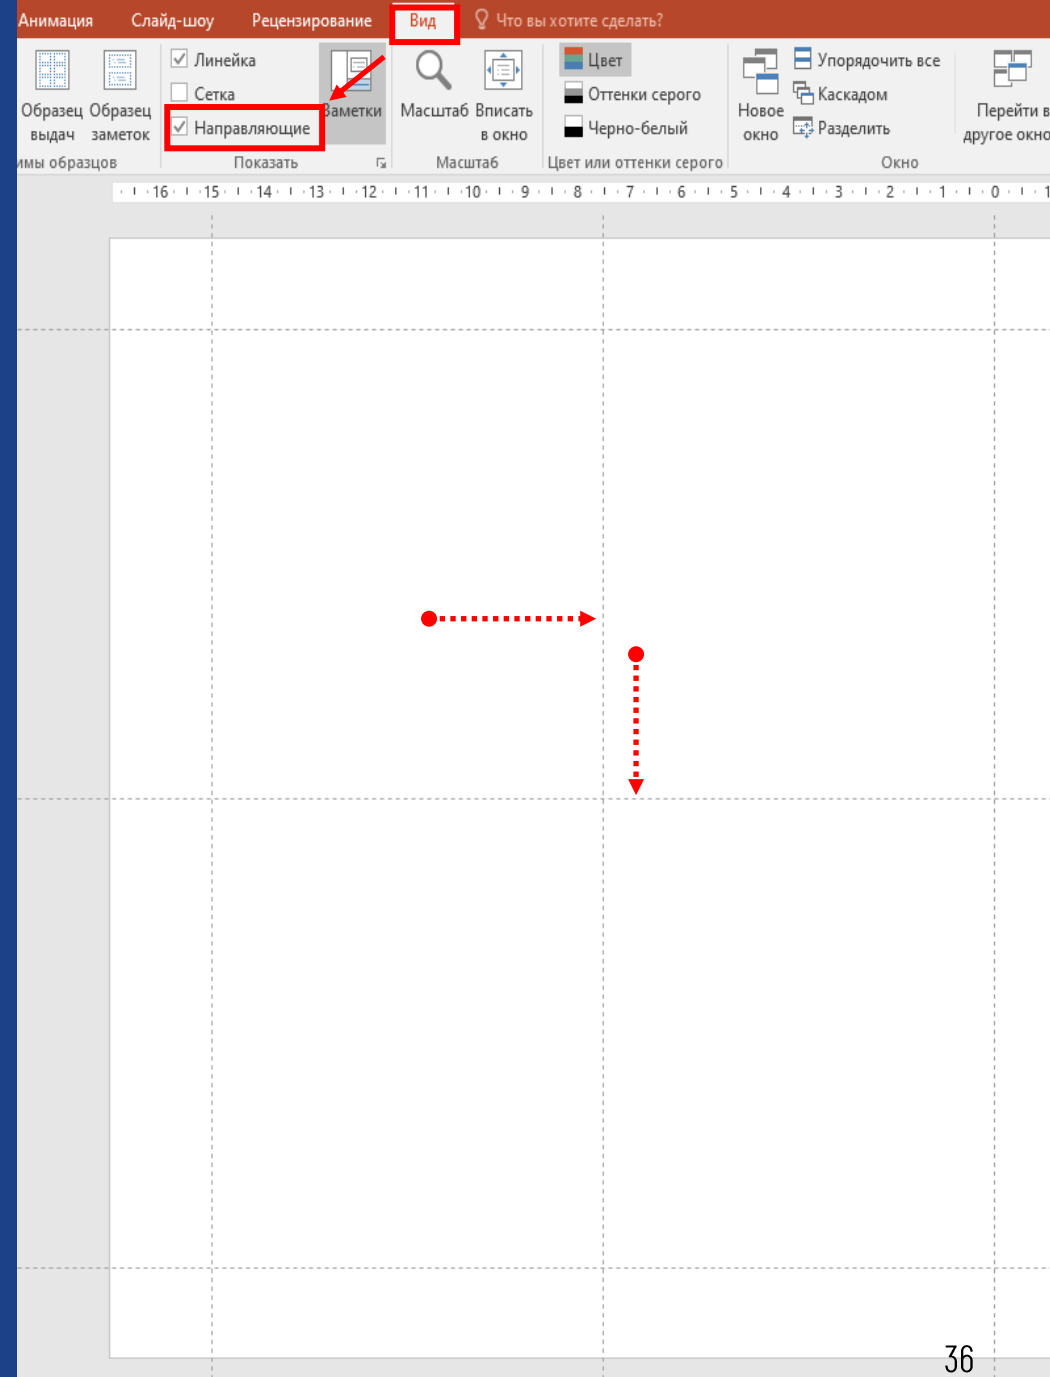 Анимация Слайд-шоу Рецензирование Вид Что вы хотите сделать?
Линейка Цвет Упорядочить все
Сетка Оттенки серого Каскадом
Образец Образец Заметки Масштаб Вписать Новое Перейти в
выдач заметок Направляющие в окно Черно-белый окно Разделить другое окно
имы образцов Показать Масштаб Цвет или оттенки серого Окно
16 15 14 13 12 11 10 9 8 7 6 5 4 3 2 1 0 1
36